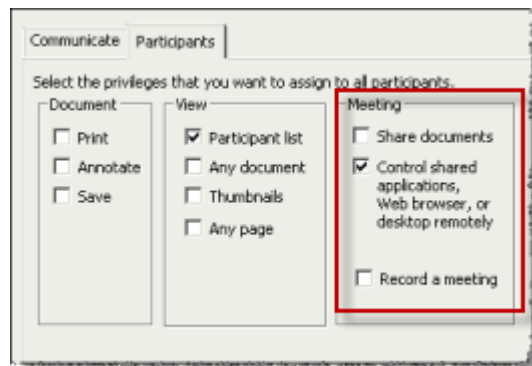 Communicate Participants
Select the privileges that you want to assign to all participants.
Document
Print
Annotate
Save
View
Participant list
Any document
Thumbnails
Any page
Meeting
Share documents
Control shared
applications,
Web browser, or
desktop remotely
Record a meeting